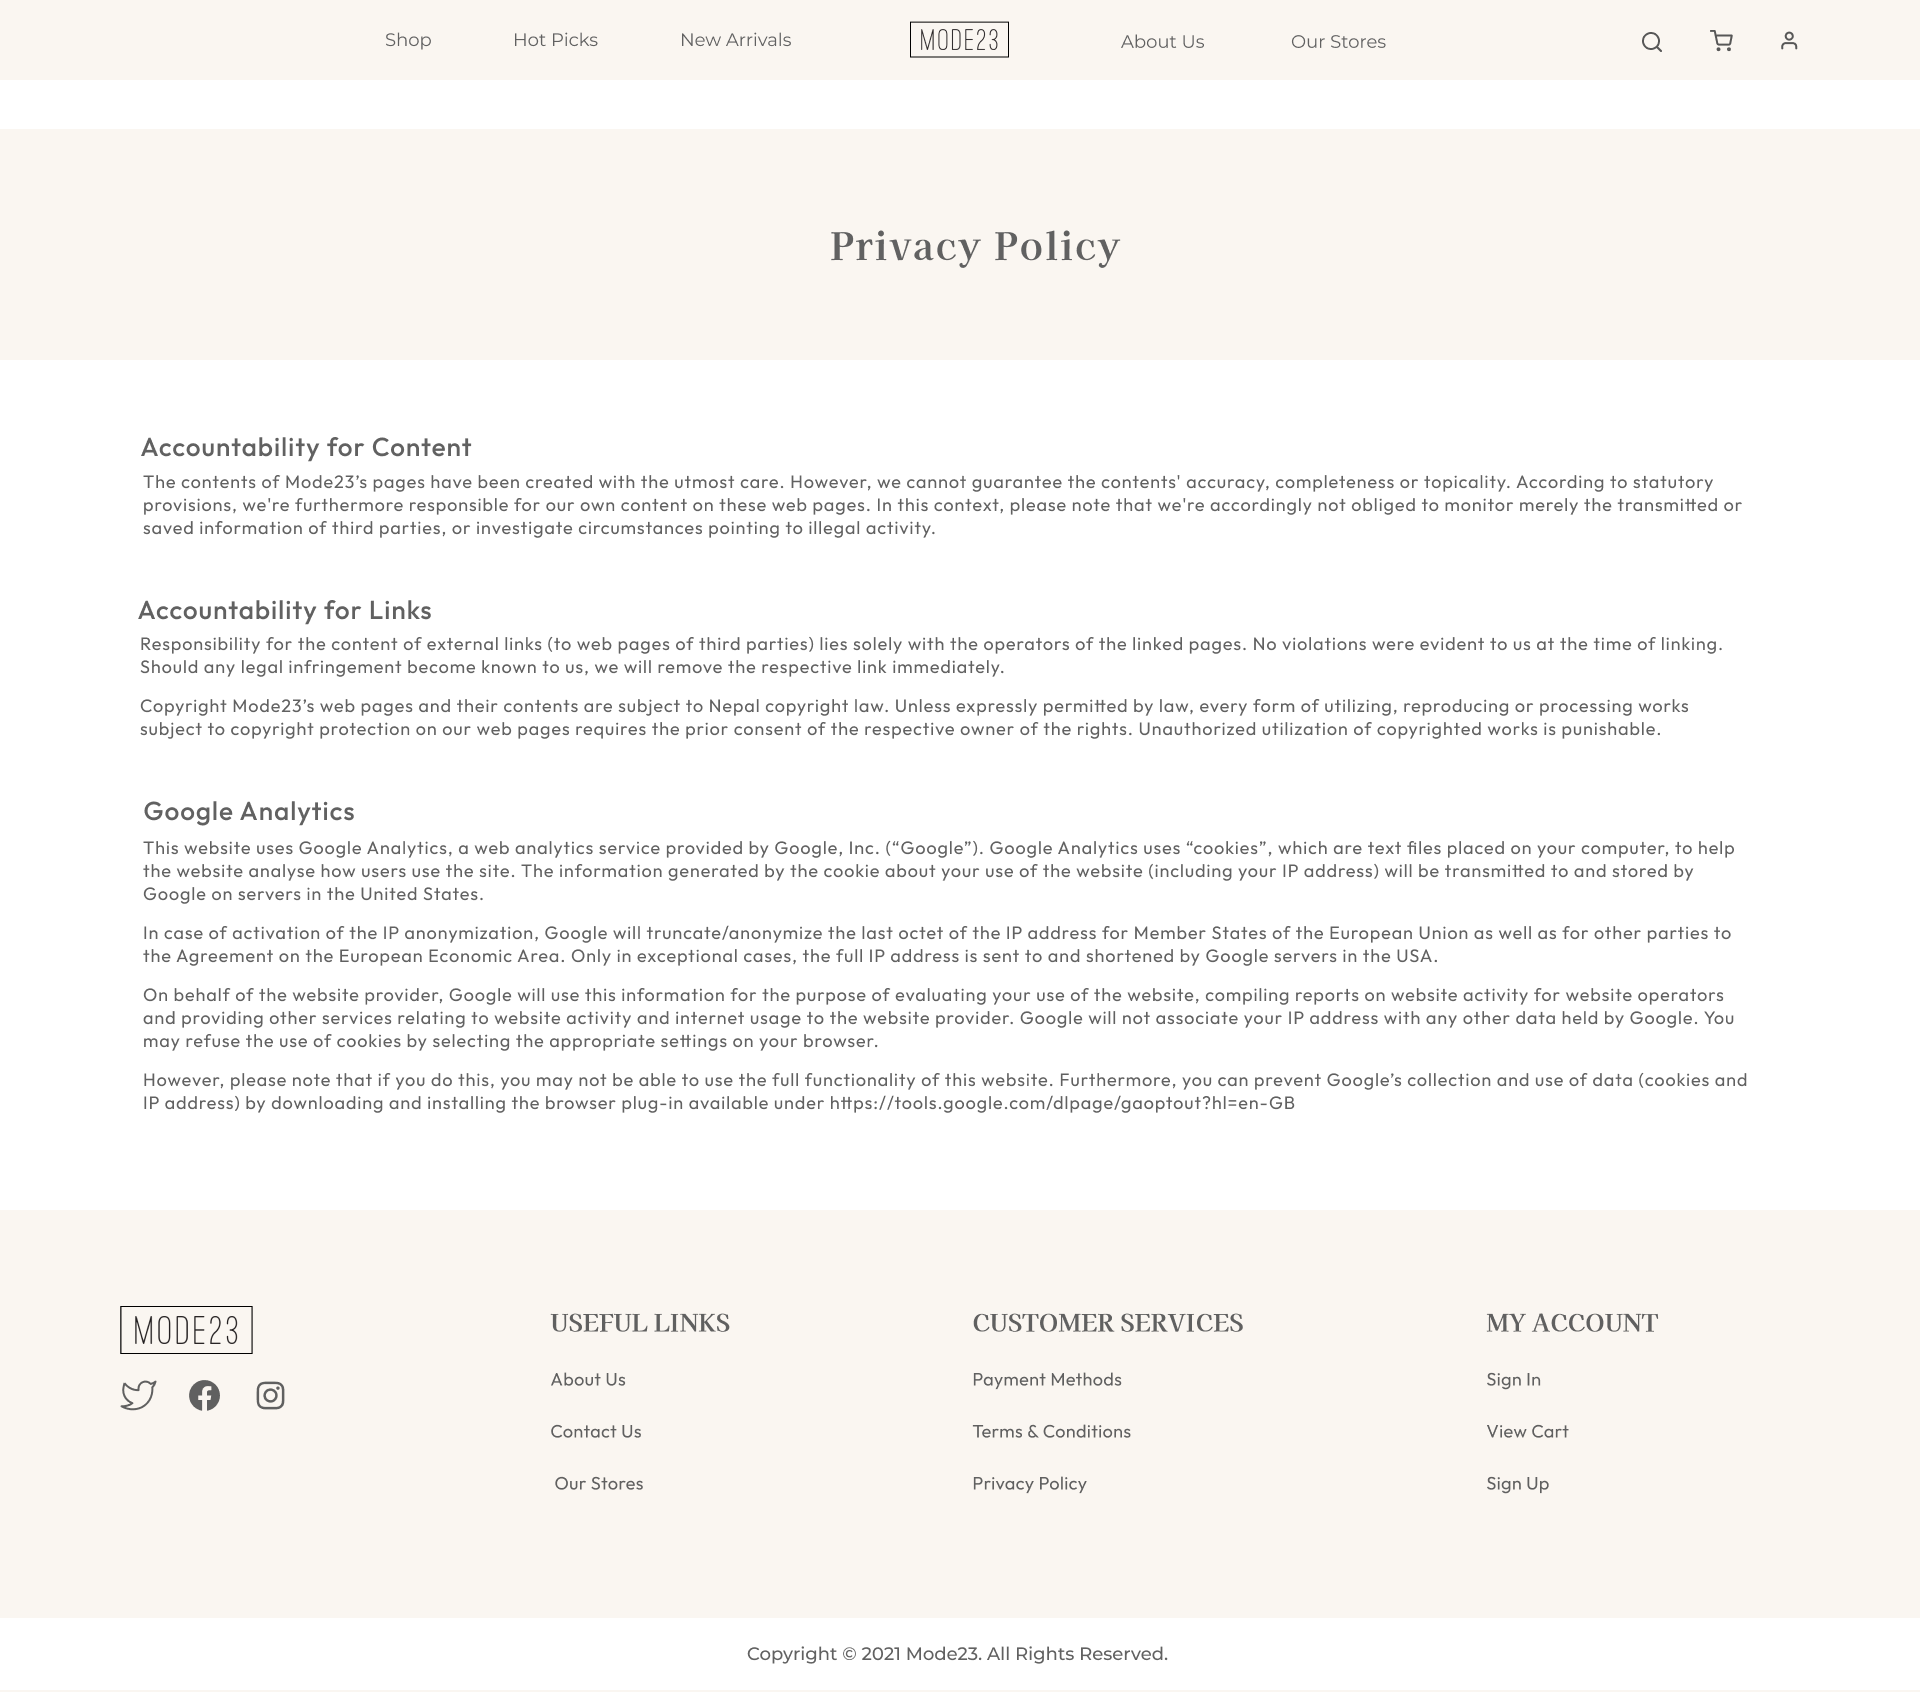 Shop Hot Picks New Arrivals MODE23 About Us Our Stores
Privacy Policy
Accountability for Content
The contents of Mode23’s pages have been created with the utmost care. However, we cannot guarantee the contents' accuracy, completeness or topicality. According to statutory
provisions, we're furthermore responsible for our own content on these web pages. In this context, please note that we're accordingly not obliged to monitor merely the transmitted or
saved information of third parties, or investigate circumstances pointing to illegal activity.
Accountability for Links
Responsibility for the content of external links (to web pages of third parties) lies solely with the operators of the linked pages. No violations were evident to us at the time of linking.
Should any legal infringement become known to us, we will remove the respective link immediately.
Copyright Mode23’s web pages and their contents are subject to Nepal copyright law. Unless expressly permitted by law, every form of utilizing, reproducing or processing works
subject to copyright protection on our web pages requires the prior consent of the respective owner of the rights. Unauthorized utilization of copyrighted works is punishable.
Google Analytics
This website uses Google Analytics, a web analytics service provided by Google, Inc. (“Google”). Google Analytics uses “cookies”, which are text files placed on your computer, to help
the website analyse how users use the site. The information generated by the cookie about your use of the website (including your IP address) will be transmitted to and stored by
Google on servers in the United States.
In case of activation of the IP anonymization, Google will truncate/anonymize the last octet of the IP address for Member States of the European Union as well as for other parties to
the Agreement on the European Economic Area. Only in exceptional cases, the full IP address is sent to and shortened by Google servers in the USA.
On behalf of the website provider, Google will use this information for the purpose of evaluating your use of the website, compiling reports on website activity for website operators
and providing other services relating to website activity and internet usage to the website provider. Google will not associate your IP address with any other data held by Google. You
may refuse the use of cookies by selecting the appropriate settings on your browser.
However, please note that if you do this, you may not be able to use the full functionality of this website. Furthermore, you can prevent Google’s collection and use of data (cookies and
IP address) by downloading and installing the browser plug-in available under https://tools.google.com/dlpage/gaoptout?hl=en-GB
MODE23
USEFUL LINKS
About Us
Contact Us
Our Stores
CUSTOMER SERVICES
Payment Methods
Terms & Conditions
Privacy Policy
MY ACCOUNT
Sign In
View Cart
Sign Up
Copyright © 2021 Mode23. All Rights Reserved.